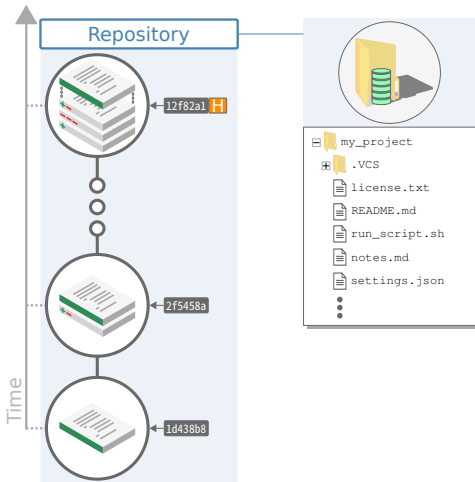 Repository
12f82a1 H
2f5458a
1d438b8
Time
my_project
.VCS
license.txt
README.md
run_script.sh
notes.md
settings.json